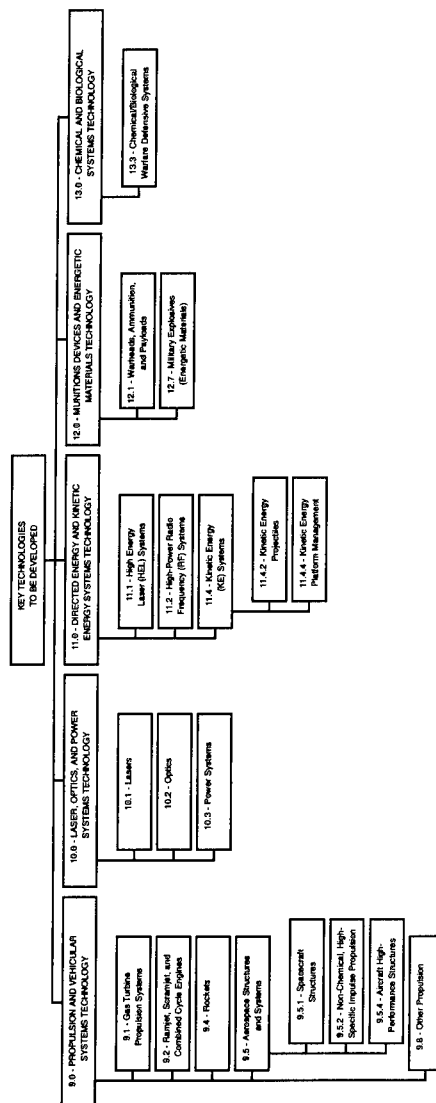 KEY TECHNOLOGIES
TO BE DEVELOPED
9.0 - PROPULSION AND VEHICULAR
SYSTEMS TECHNOLOGY
9.1 - Gas Turbine
Propulsion Systems
9.2 - Ramjet, Scramjet, and
Combined Cycle Engines
9.4 - Rockets
9.5 - Aerospace Structures
and Systems
9.5.1 - Spacecraft
Structures
9.5.2 - Non-Chemical, High-
Specific Impulse Propulsion
9.5.4 - Aircraft High-
Performance Structures
9.8 - Other Propulsion
10.0 - LASER, OPTICS, AND POWER
SYSTEMS TECHNOLOGY
10.1 - Lasers
10.2 - Optics
10.3 - Power Systems
11.0 - DIRECTED ENERGY AND KINETIC
ENERGY SYSTEMS TECHNOLOGY
11.1 - High Energy
Laser (HEL) Systems
11.2 - High-Power Radio
Frequency (RF) Systems
11.4 - Kinetic Energy
(KE) Systems
11.4.2 - Kinetic Energy
Projectiles
11.4.4 - Kinetic Energy
Platform Management
12.0 - MUNITIONS DEVICES AND ENERGETIC
MATERIALS TECHNOLOGY
12.1 - Warheads, Ammunition,
and Payloads
12.7 - Military Explosives
(Energetic Materials)
13.0 - CHEMICAL AND BIOLOGICAL
SYSTEMS TECHNOLOGY
13.3 - Chemical/Biological
Warfare Defensive Systems